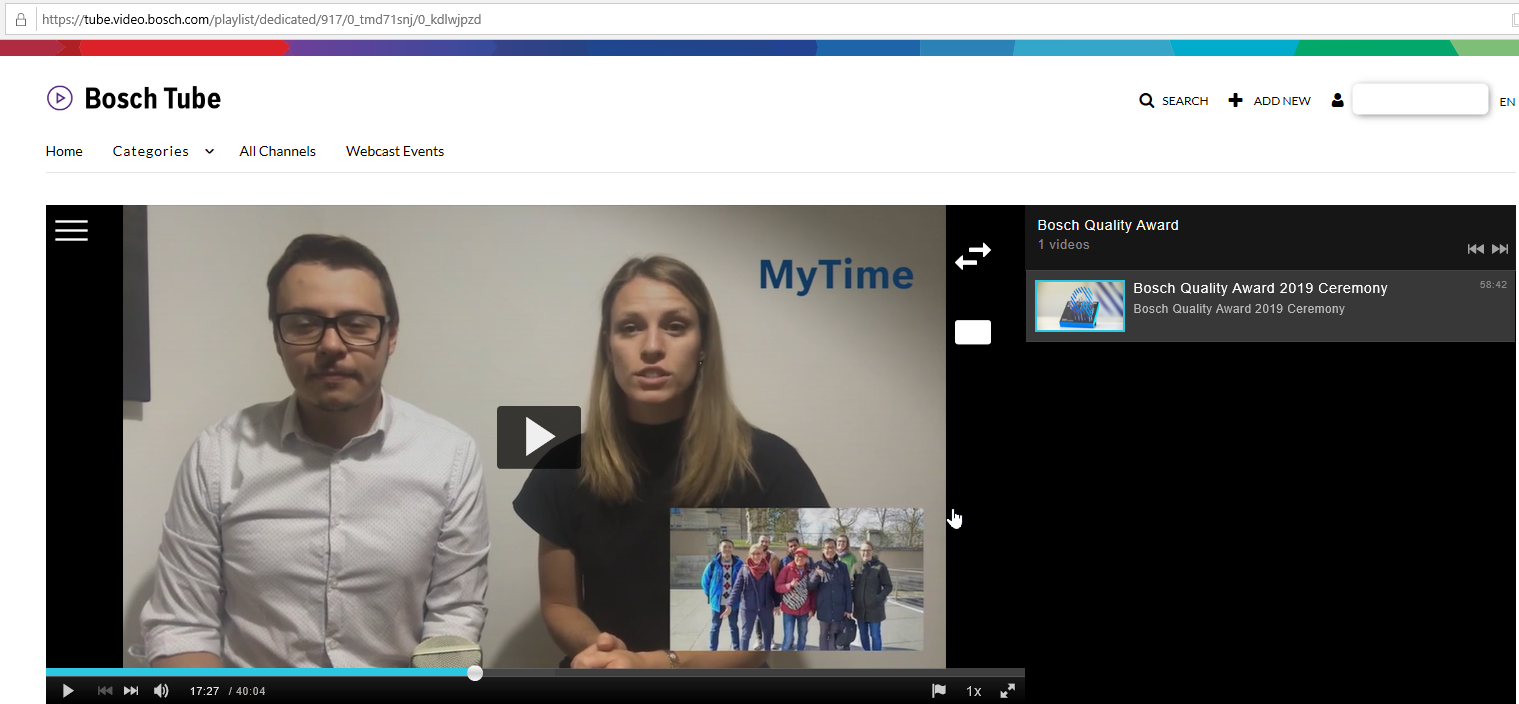 https://tube.video.bosch.com/playlist/dedicated/917/0_tmd71snj/0_kdlwjpzd
Bosch Tube
SEARCH
ADD NEW
EN
Home
Categories
All Channels
Webcast Events
MyTime
Bosch Quality Award
1 videos
Bosch Quality Award 2019 Ceremony
58:42
Bosch Quality Award 2019 Ceremony
17:27 / 40:04
1x